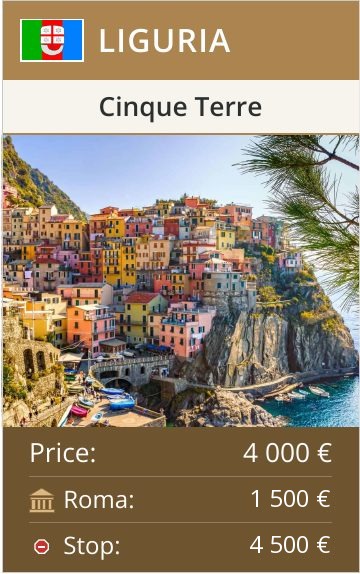 LIGURIA
Cinque Terre
Price: 4 000 €
Roma: 1 500 €
Stop: 4 500 €